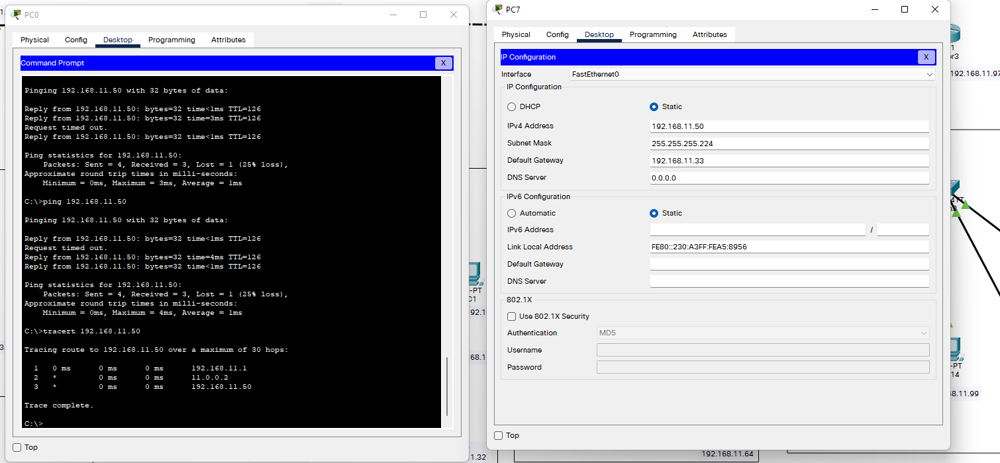 PC0
Physical Config Desktop Programming Attributes
Command Prompt X
Pinging 192.168.11.50 with 32 bytes of data:
Reply from 192.168.11.50: bytes=32 time<1ms TTL=126
Reply from 192.168.11.50: bytes=32 time=3ms TTL=126
Request timed out.
Reply from 192.168.11.50: bytes=32 time<1ms TTL=126
Ping statistics for 192.168.11.50:
Packets: Sent = 4, Received = 3, Lost = 1 (25% loss),
Approximate round trip times in milli-seconds:
Minimum = 0ms, Maximum = 3ms, Average = 1ms
C:\>ping 192.168.11.50
Pinging 192.168.11.50 with 32 bytes of data:
Reply from 192.168.11.50: bytes=32 time<1ms TTL=126
Request timed out.
Reply from 192.168.11.50: bytes=32 time=4ms TTL=126
Reply from 192.168.11.50: bytes=32 time<1ms TTL=126
Ping statistics for 192.168.11.50:
Packets: Sent = 4, Received = 3, Lost = 1 (25% loss),
Approximate round trip times in milli-seconds:
Minimum = 0ms, Maximum = 4ms, Average = 1ms
C:\>tracert 192.168.11.50
Tracing route to 192.168.11.50 over a maximum of 30 hops:
1 0 ms 0 ms 0 ms 192.168.11.1
2 * 0 ms 0 ms 11.0.0.2
3 * 0 ms 0 ms 192.168.11.50
Trace complete.
C:\>
Top
PC7
Physical Config Desktop Programming Attributes
IP Configuration X
Interface FastEthernet0
IP Configuration
DHCP Static
IPv4 Address 192.168.11.50
Subnet Mask 255.255.255.224
Default Gateway 192.168.11.33
DNS Server 0.0.0.0
IPv6 Configuration
Automatic Static
IPv6 Address /
Link Local Address FE80::230:A3FF:FEA5:8956
Default Gateway
DNS Server
802.1X
Use 802.1X Security
Authentication MD5
Username
Password
Top
-PT
C1
92.1
68.1
1.32
192.168.11.64
1
er3
192.168.11.97
4TT
-PT
14
8.11.99